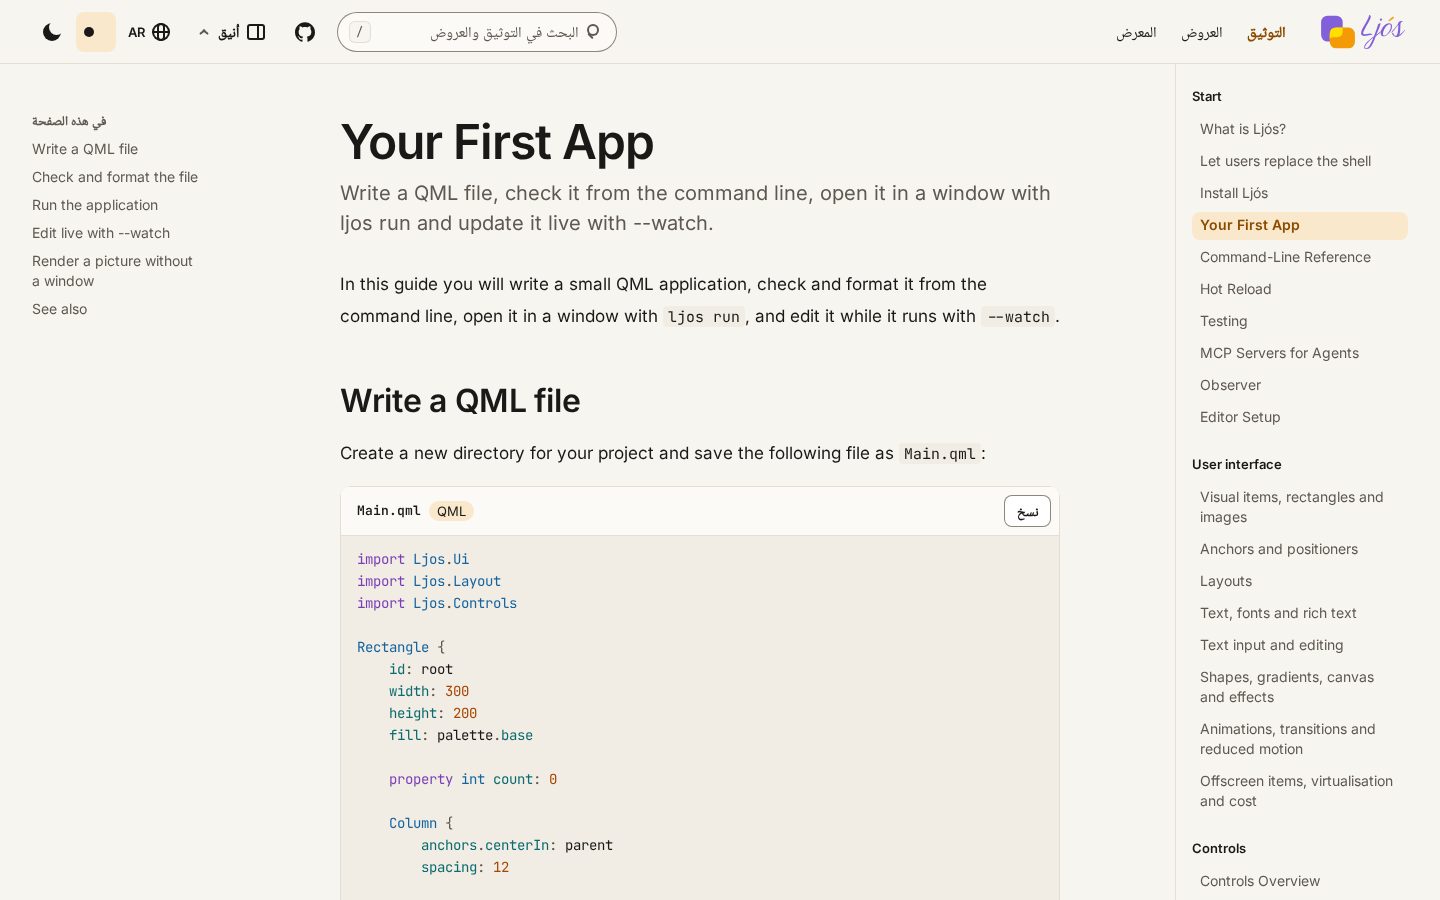 Ljós
التوثيق
العروض
المعرض
البحث في التوثيق والعروض
/
أنيق
AR
في هذه الصفحة
Write a QML file
Check and format the file
Run the application
Edit live with --watch
Render a picture without
a window
See also
Your First App
Write a QML file, check it from the command line, open it in a window with
ljos run and update it live with --watch.
In this guide you will write a small QML application, check and format it from the
command line, open it in a window with ljos run, and edit it while it runs with --watch.
Write a QML file
Create a new directory for your project and save the following file as Main.qml:
Main.qml QML
نسخ
import Ljos.Ui
import Ljos.Layout
import Ljos.Controls
Rectangle {
    id: root
    width: 300
    height: 200
    fill: palette.base
    property int count: 0
    Column {
        anchors.centerIn: parent
        spacing: 12
Start
What is Ljós?
Let users replace the shell
Install Ljós
Your First App
Command-Line Reference
Hot Reload
Testing
MCP Servers for Agents
Observer
Editor Setup
User interface
Visual items, rectangles and
images
Anchors and positioners
Layouts
Text, fonts and rich text
Text input and editing
Shapes, gradients, canvas
and effects
Animations, transitions and
reduced motion
Offscreen items, virtualisation
and cost
Controls
Controls Overview